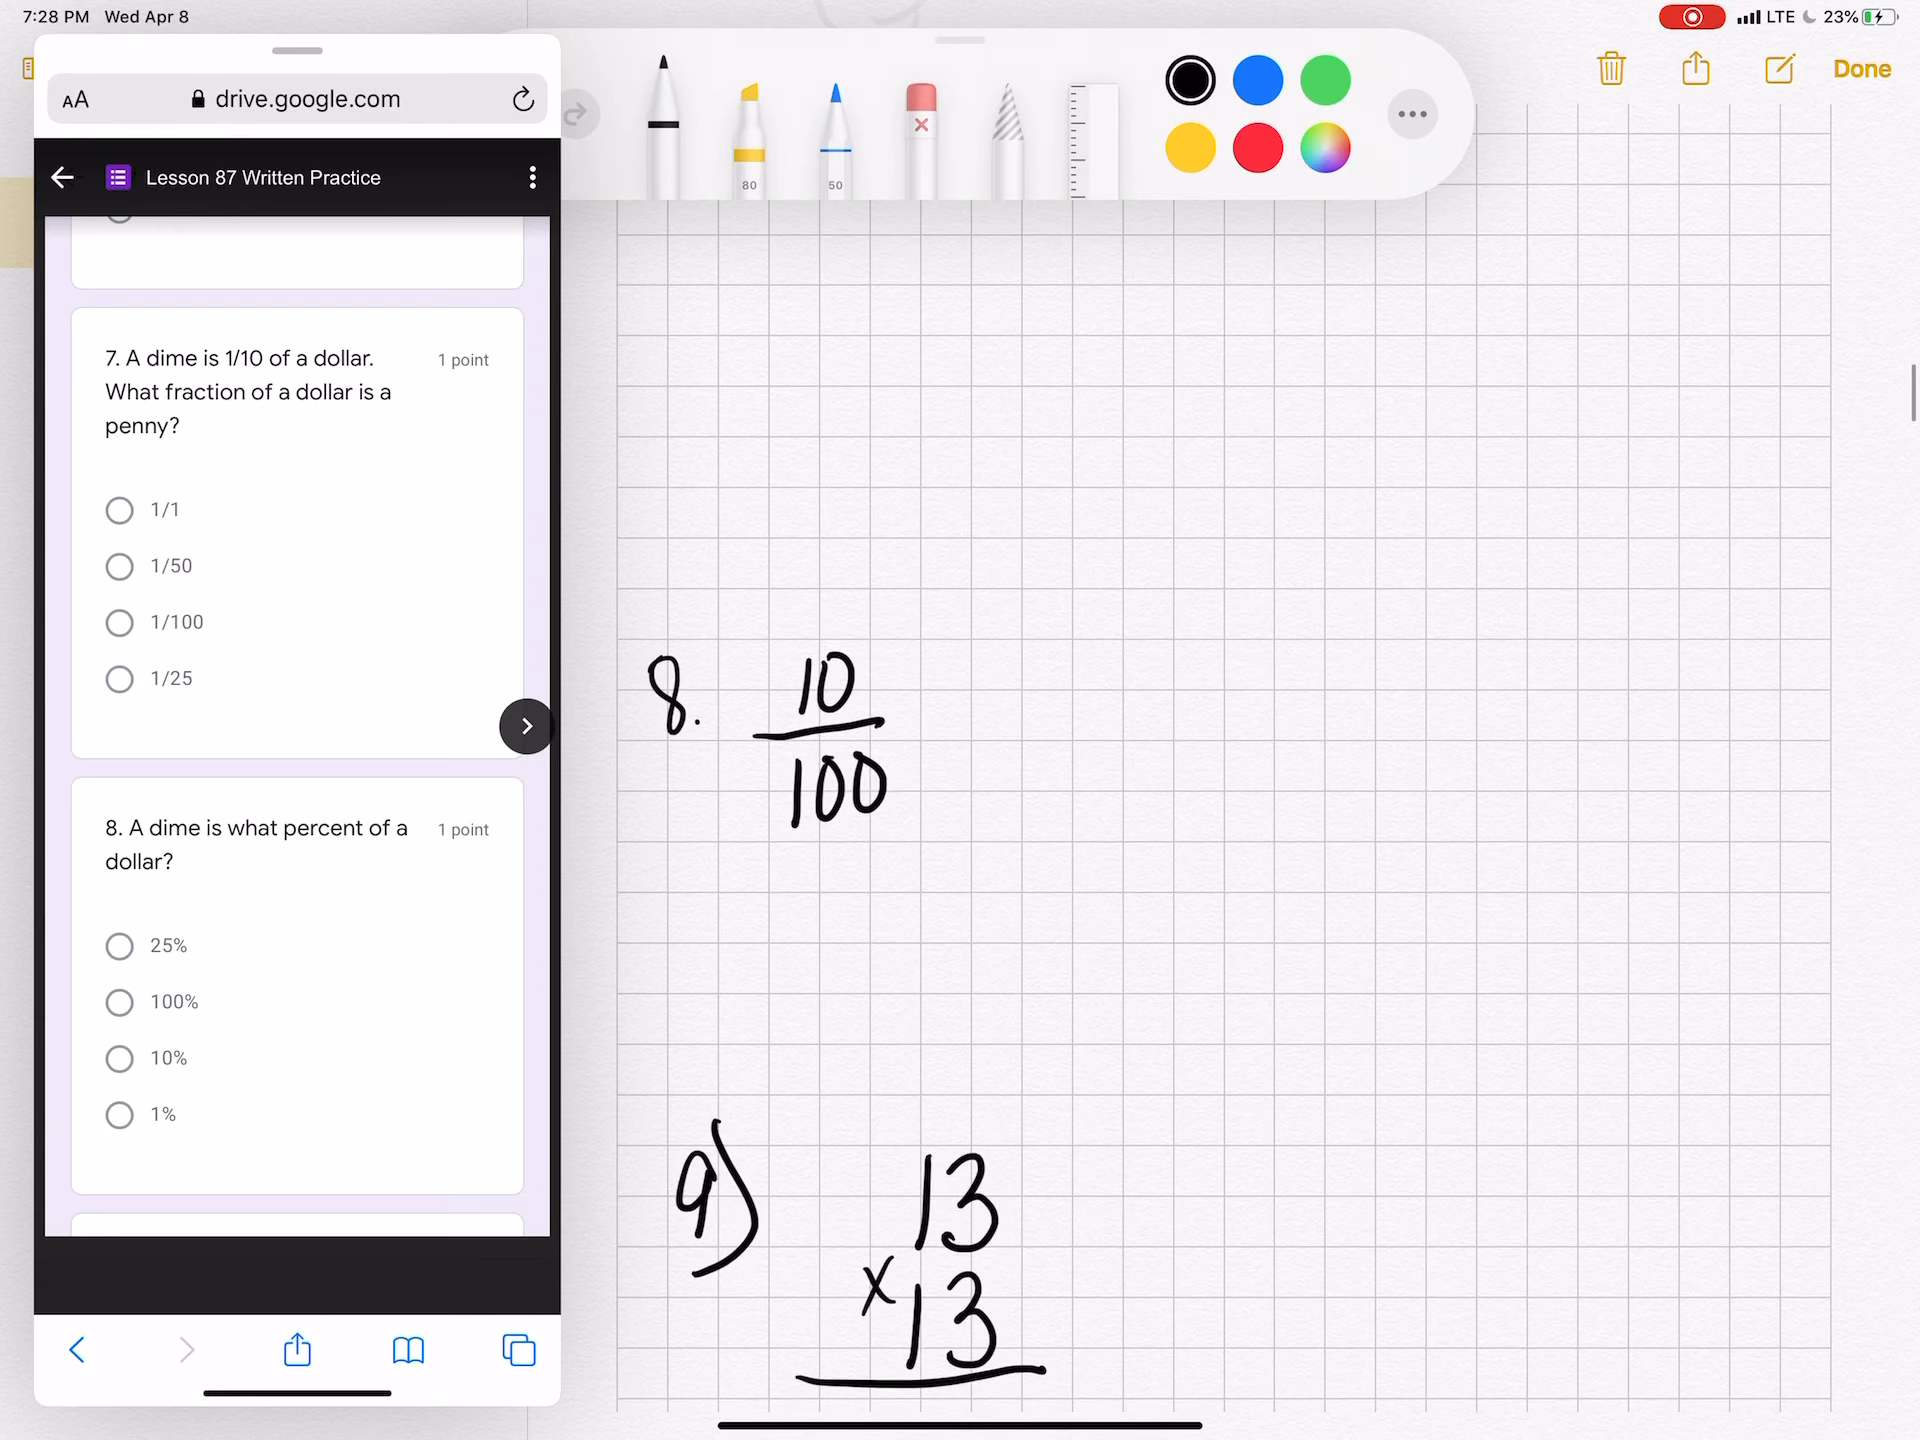 7:28 PM Wed Apr 8
LTE 23%
AA drive.google.com
Done
80
50
Lesson 87 Written Practice
7. A dime is 1/10 of a dollar. 1 point
What fraction of a dollar is a
penny?
1/1
1/50
1/100
1/25
8. A dime is what percent of a 1 point
dollar?
25%
100%
10%
1%
8. 10
100
9) 13
x 13